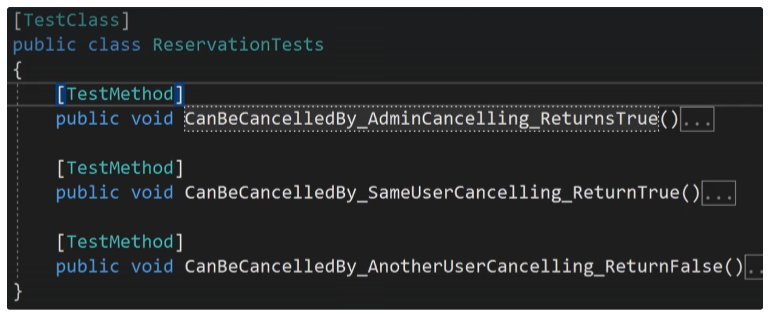 [TestClass]
public class ReservationTests
{
[TestMethod]
public void CanBeCancelledBy_AdminCancelling_ReturnsTrue()...
[TestMethod]
public void CanBeCancelledBy_SameUserCancelling_ReturnTrue()...
[TestMethod]
public void CanBeCancelledBy_AnotherUserCancelling_ReturnFalse()..
}